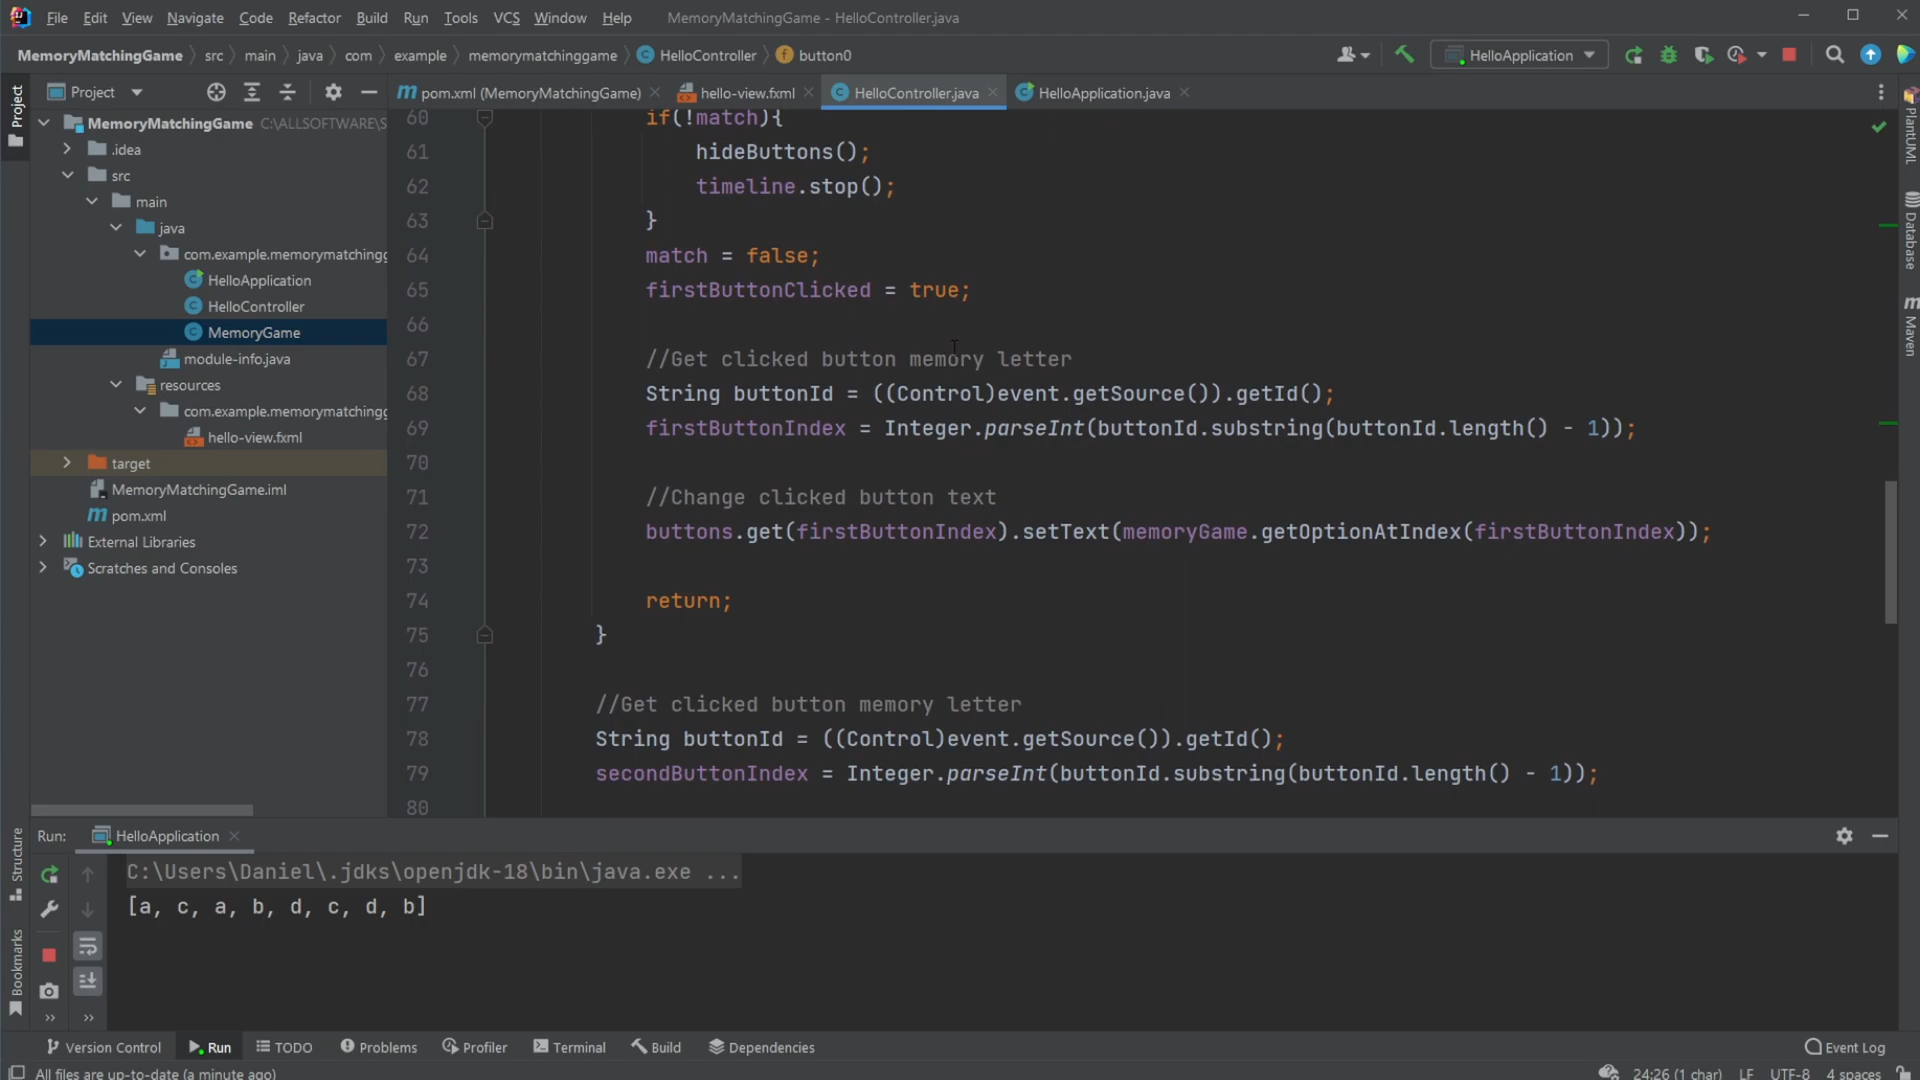 File Edit View Navigate Code Refactor Build Run Tools VCS Window Help MemoryMatchingGame - HelloController.java
MemoryMatchingGame src main java com example memorymatchinggame HelloController button0 HelloApplication
Project
pom.xml (MemoryMatchingGame) hello-view.fxml HelloController.java HelloApplication.java
MemoryMatchingGame C:\ALLSOFTWARE\S
.idea
src
main
java
com.example.memorymatchingg
HelloApplication
HelloController
MemoryGame
module-info.java
resources
com.example.memorymatchingg
hello-view.fxml
target
MemoryMatchingGame.iml
pom.xml
External Libraries
Scratches and Consoles
60 if(!match){
61 hideButtons();
62 timeline.stop();
63 }
64 match = false;
65 firstButtonClicked = true;
66
67 //Get clicked button memory letter
68 String buttonId = ((Control)event.getSource()).getId();
69 firstButtonIndex = Integer.parseInt(buttonId.substring(buttonId.length() - 1));
70
71 //Change clicked button text
72 buttons.get(firstButtonIndex).setText(memoryGame.getOptionAtIndex(firstButtonIndex));
73
74 return;
75 }
76
77 //Get clicked button memory letter
78 String buttonId = ((Control)event.getSource()).getId();
79 secondButtonIndex = Integer.parseInt(buttonId.substring(buttonId.length() - 1));
80
Project
Structure
Bookmarks
PlantUML
Database
Maven
Run: HelloApplication
C:\Users\Daniel\.jdks\openjdk-18\bin\java.exe ...
[a, c, a, b, d, c, d, b]
Version Control Run TODO Problems Profiler Terminal Build Dependencies Event Log
All files are up-to-date (a minute ago) 24:26 (1 char) LF UTF-8 4 spaces